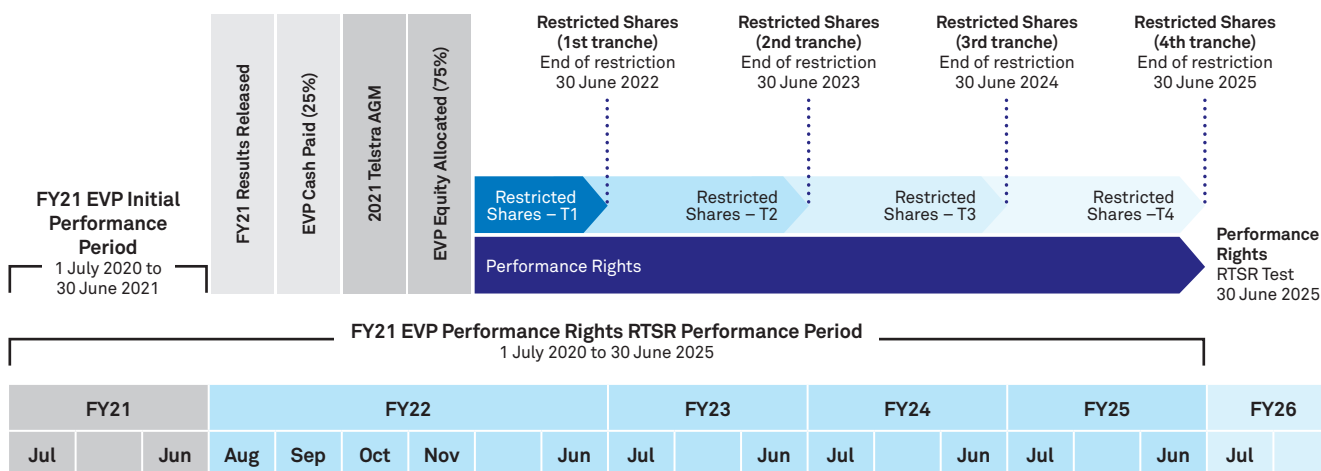 Restricted Shares
(1st tranche)
End of restriction
30 June 2022
Restricted Shares
(2nd tranche)
End of restriction
30 June 2023
Restricted Shares
(3rd tranche)
End of restriction
30 June 2024
Restricted Shares
(4th tranche)
End of restriction
30 June 2025
FY21 EVP Initial
Performance
Period
1 July 2020 to
30 June 2021
FY21 Results Released
EVP Cash Paid (25%)
2021 Telstra AGM
EVP Equity Allocated (75%)
Restricted
Shares – T1
Restricted
Shares – T2
Restricted
Shares – T3
Restricted
Shares –T4
Performance Rights
Performance
Rights
RTSR Test
30 June 2025
FY21 EVP Performance Rights RTSR Performance Period
1 July 2020 to 30 June 2025
FY21 FY22 FY23 FY24 FY25 FY26
Jul Jun Aug Sep Oct Nov Jun Jul Jun Jul Jun Jul Jun Jul